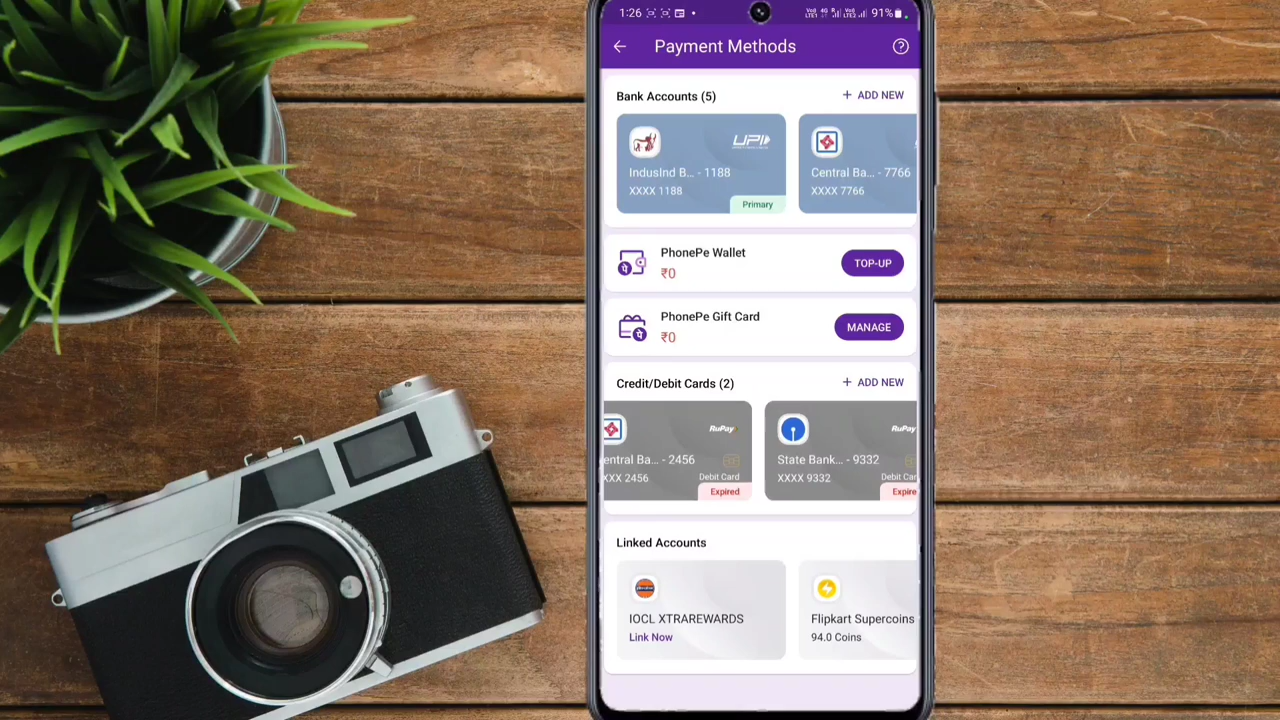 1:26
91%
Payment Methods
Bank Accounts (5)
+ ADD NEW
UPI
IndusInd B... - 1188
XXXX 1188
Primary
Central Ba... - 7766
XXXX 7766
PhonePe Wallet
₹0
TOP-UP
PhonePe Gift Card
₹0
MANAGE
Credit/Debit Cards (2)
+ ADD NEW
RuPay
entral Ba... - 2456
XXX 2456
Debit Card
Expired
RuPay
State Bank... - 9332
XXXX 9332
Debit Car
Expire
Linked Accounts
IOCL XTRAREWARDS
Link Now
Flipkart Supercoins
94.0 Coins